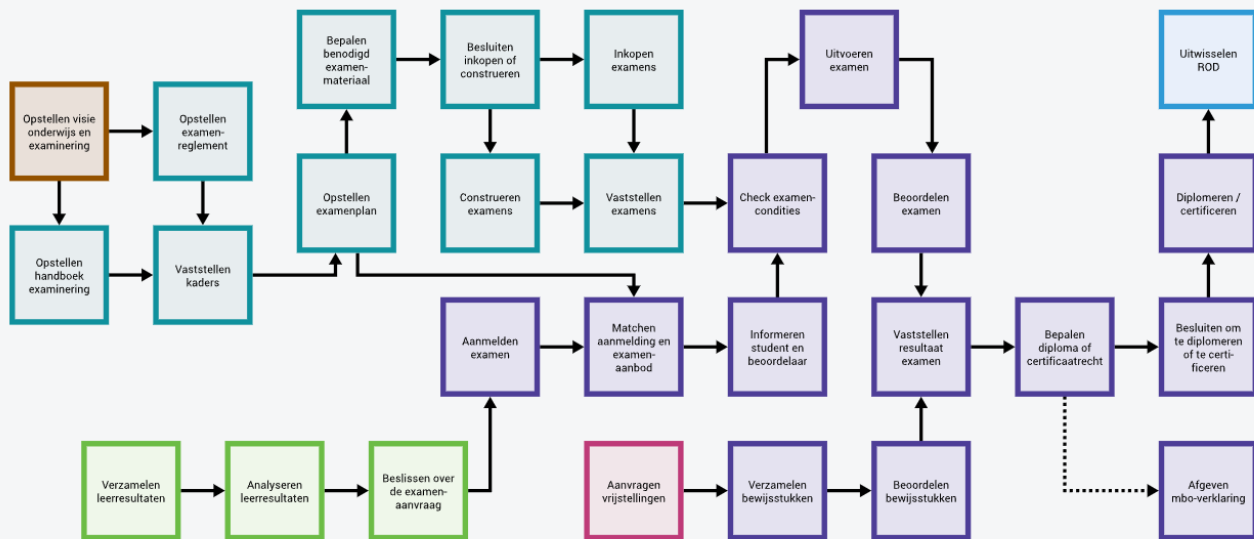 Opstellen visie
onderwijs en
examinering
Opstellen
examen-
reglement
Opstellen
handboek
examinering
Vaststellen
kaders
Bepalen
benodigd
examen-
materiaal
Besluiten
inkopen of
construeren
Inkopen
examens
Opstellen
examenplan
Construeren
examens
Vaststellen
examens
Check examen-
condities
Uitvoeren
examen
Beoordelen
examen
Uitwisselen
ROD
Diplomeren /
certificeren
Aanmelden
examen
Matchen
aanmelding en
examen-
aanbod
Informeren
student en
beoordelaar
Vaststellen
resultaat
examen
Bepalen
diploma of
certificaatrecht
Besluiten om
te diplomeren
of te certi-
ficeren
Verzamelen
leerresultaten
Analyseren
leerresultaten
Beslissen over
de examen-
aanvraag
Aanvragen
vrijstellingen
Verzamelen
bewijsstukken
Beoordelen
bewijsstukken
Afgeven
mbo-verklaring